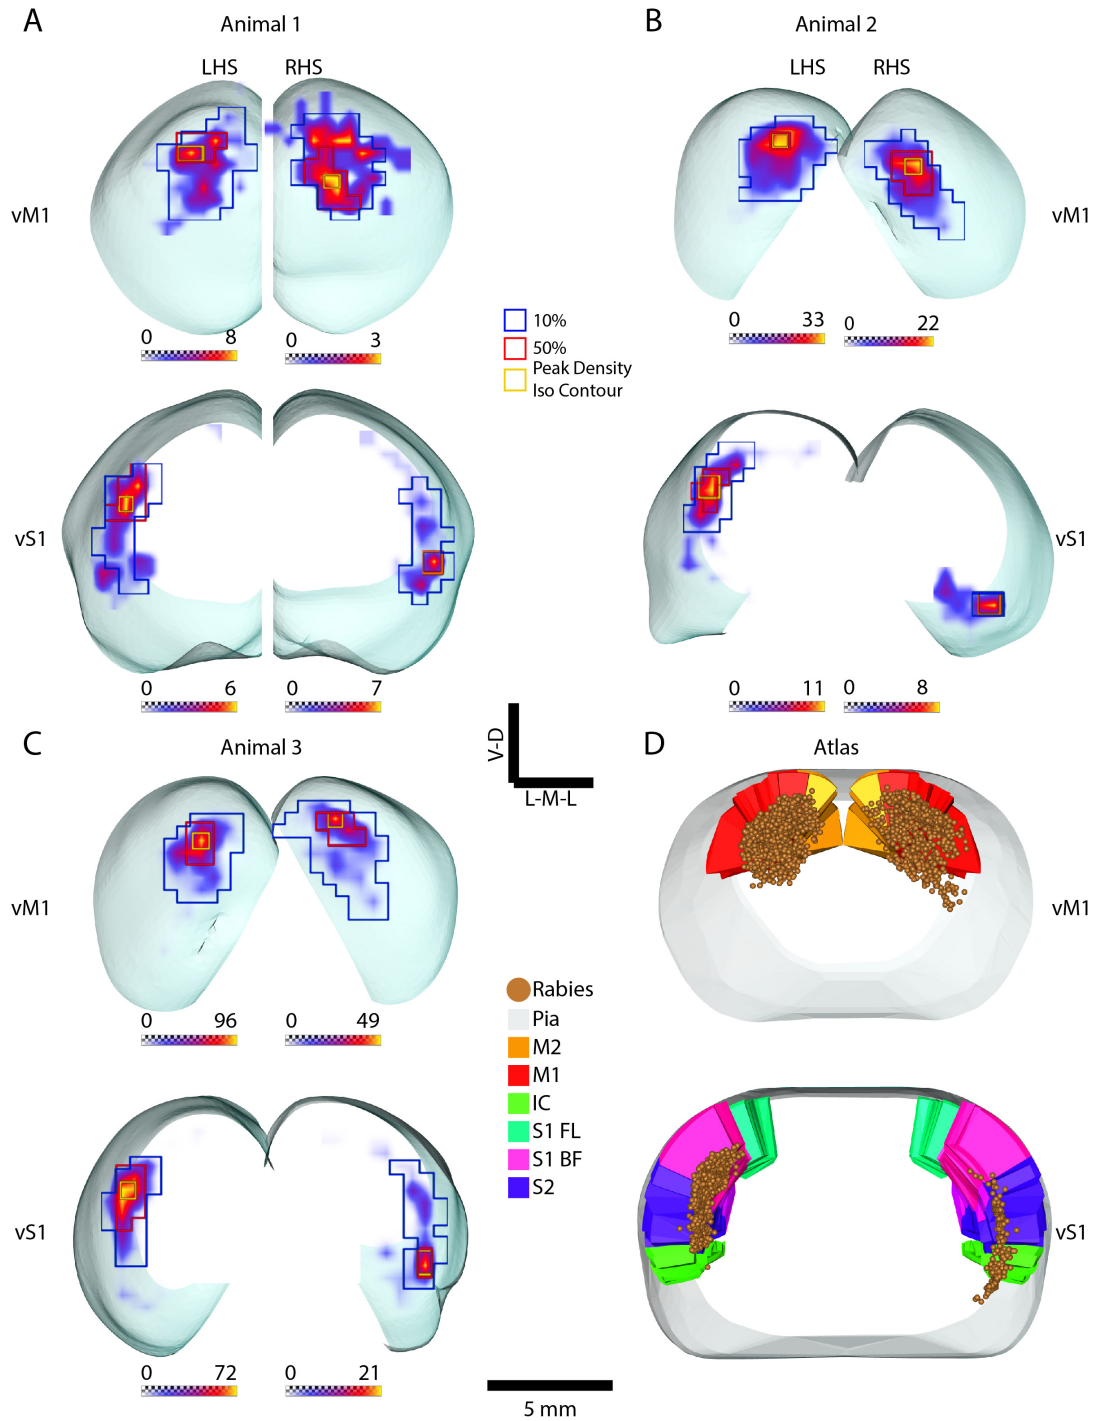 A
Animal 1
LHS
RHS
vM1
0
8
0
3
vS1
0
6
0
7
B
Animal 2
LHS
RHS
vM1
0
33
0
22
vS1
0
11
0
8
10%
50%
Peak Density
Iso Contour
V-D
L-M-L
C
Animal 3
vM1
0
96
0
49
vS1
0
72
0
21
D
Atlas
vM1
vS1
Rabies
Pia
M2
M1
IC
S1 FL
S1 BF
S2
5 mm